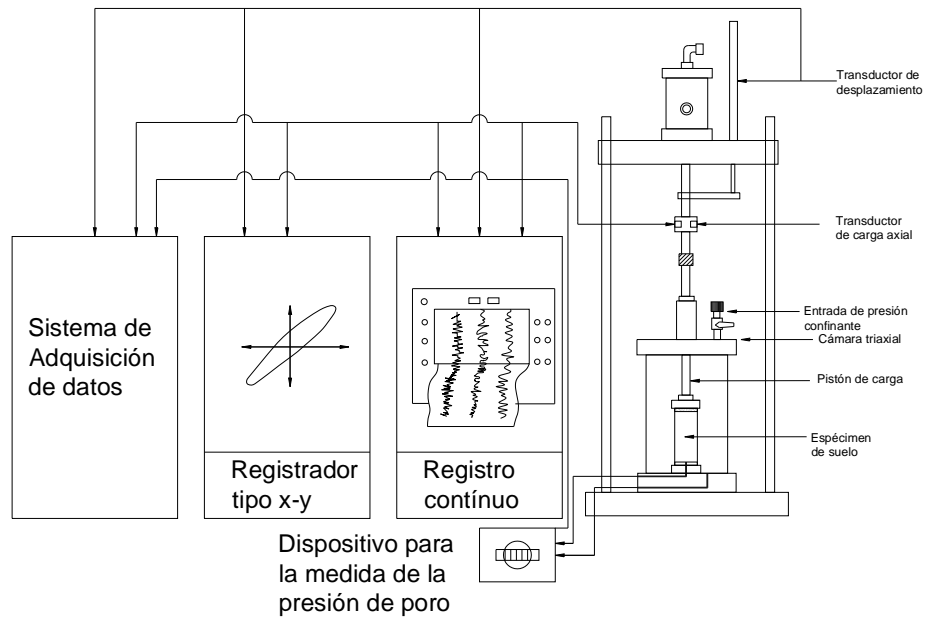 Transductor de
desplazamiento
Transductor
de carga axial
Entrada de presión
confinante
Cámara triaxial
Pistón de carga
Espécimen
de suelo
Sistema de
Adquisición
de datos
Registrador
tipo x-y
Registro
contínuo
Dispositivo para
la medida de la
presión de poro